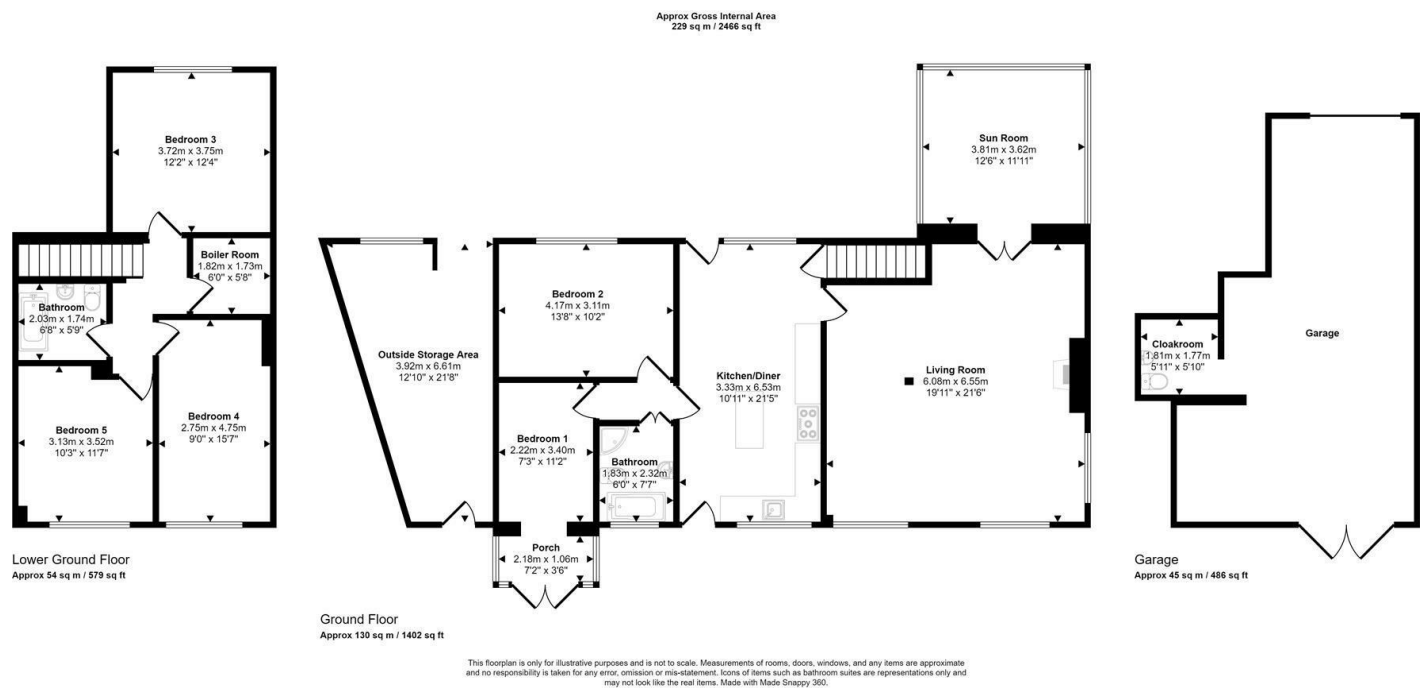 Approx Gross Internal Area
229 sq m / 2466 sq ft
Bedroom 3
3.72m x 3.75m
12'2" x 12'4"
Boiler Room
1.82m x 1.73m
6'0" x 5'8"
Bathroom
2.03m x 1.74m
6'8" x 5'9"
Bedroom 4
2.75m x 4.75m
9'0" x 15'7"
Bedroom 5
3.13m x 3.52m
10'3" x 11'7"
Lower Ground Floor
Approx 54 sq m / 579 sq ft
Sun Room
3.81m x 3.62m
12'6" x 11'11"
Bedroom 2
4.17m x 3.11m
13'8" x 10'2"
Outside Storage Area
3.92m x 6.61m
12'10" x 21'8"
Kitchen/Diner
3.33m x 6.53m
10'11" x 21'5"
Living Room
6.08m x 6.55m
19'11" x 21'6"
Bedroom 1
2.22m x 3.40m
7'3" x 11'2"
Bathroom
1.83m x 2.32m
6'0" x 7'7"
Porch
2.18m x 1.06m
7'2" x 3'6"
Ground Floor
Approx 130 sq m / 1402 sq ft
Garage
Cloakroom
1.81m x 1.77m
5'11" x 5'10"
Garage
Approx 45 sq m / 486 sq ft
This floorplan is only for illustrative purposes and is not to scale. Measurements of rooms, doors, windows, and any items are approximate
and no responsibility is taken for any error, omission or mis-statement. Icons of items such as bathroom suites are representations only and
may not look like the real items. Made with Made Snappy 360.